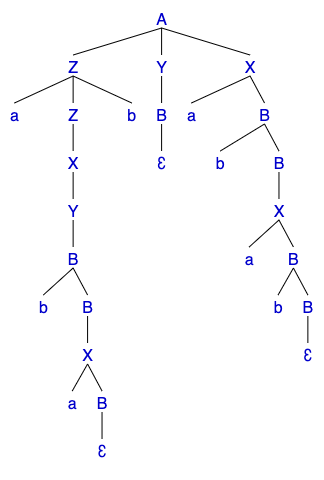 A
Z Y X
a Z b B a B
X ε b B
Y X
B a B
b B b B
X ε
a B
ε